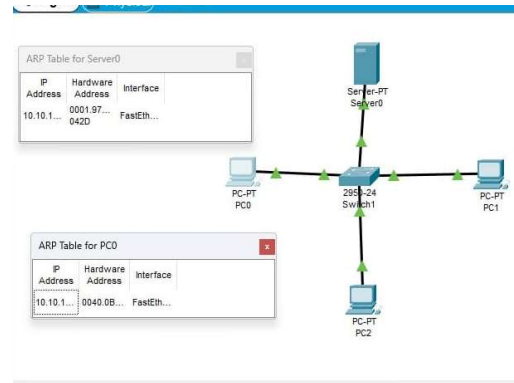 ARP Table for Server0
IP Address Hardware Address Interface
10.10.1... 0001.97... 042D FastEth...
Server-PT
Server0
PC-PT
PC0
2950-24
Switch1
PC-PT
PC1
ARP Table for PC0
x
IP Address Hardware Address Interface
10.10.1... 0040.0B... FastEth...
PC-PT
PC2